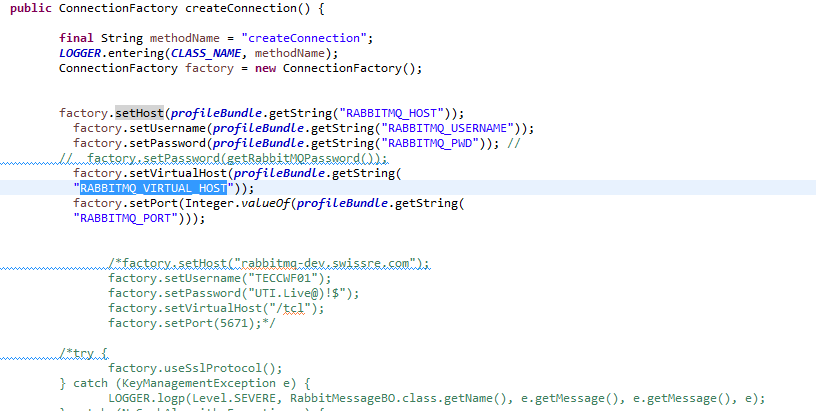 public ConnectionFactory createConnection() {
final String methodName = "createConnection";
LOGGER.entering(CLASS_NAME, methodName);
ConnectionFactory factory = new ConnectionFactory();
factory.setHost(profileBundle.getString("RABBITMQ_HOST"));
factory.setUsername(profileBundle.getString("RABBITMQ_USERNAME"));
factory.setPassword(profileBundle.getString("RABBITMQ_PWD")); //
// factory.setPassword(getRabbitMQPassword());
factory.setVirtualHost(profileBundle.getString(
"RABBITMQ_VIRTUAL_HOST"));
factory.setPort(Integer.valueOf(profileBundle.getString(
"RABBITMQ_PORT")));
/*factory.setHost("rabbitmq-dev.swissre.com");
factory.setUsername("TECCWF01");
factory.setPassword("UTI.Live@)!$");
factory.setVirtualHost("/tcl");
factory.setPort(5671);*/
/*try {
factory.useSslProtocol();
} catch (KeyManagementException e) {
LOGGER.logp(Level.SEVERE, RabbitMessageBO.class.getName(), e.getMessage(), e.getMessage(), e);